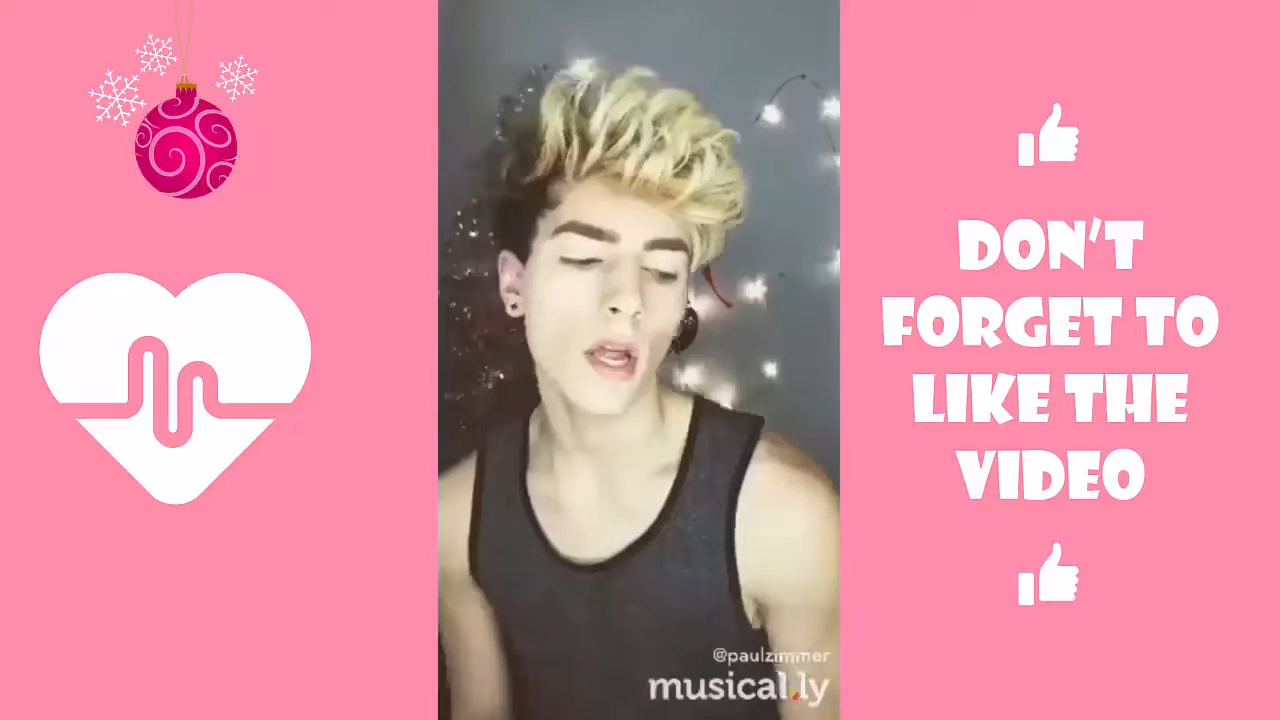 DON'T
FORGET TO
LIKE THE
VIDEO
@paulzimmer
musical.ly